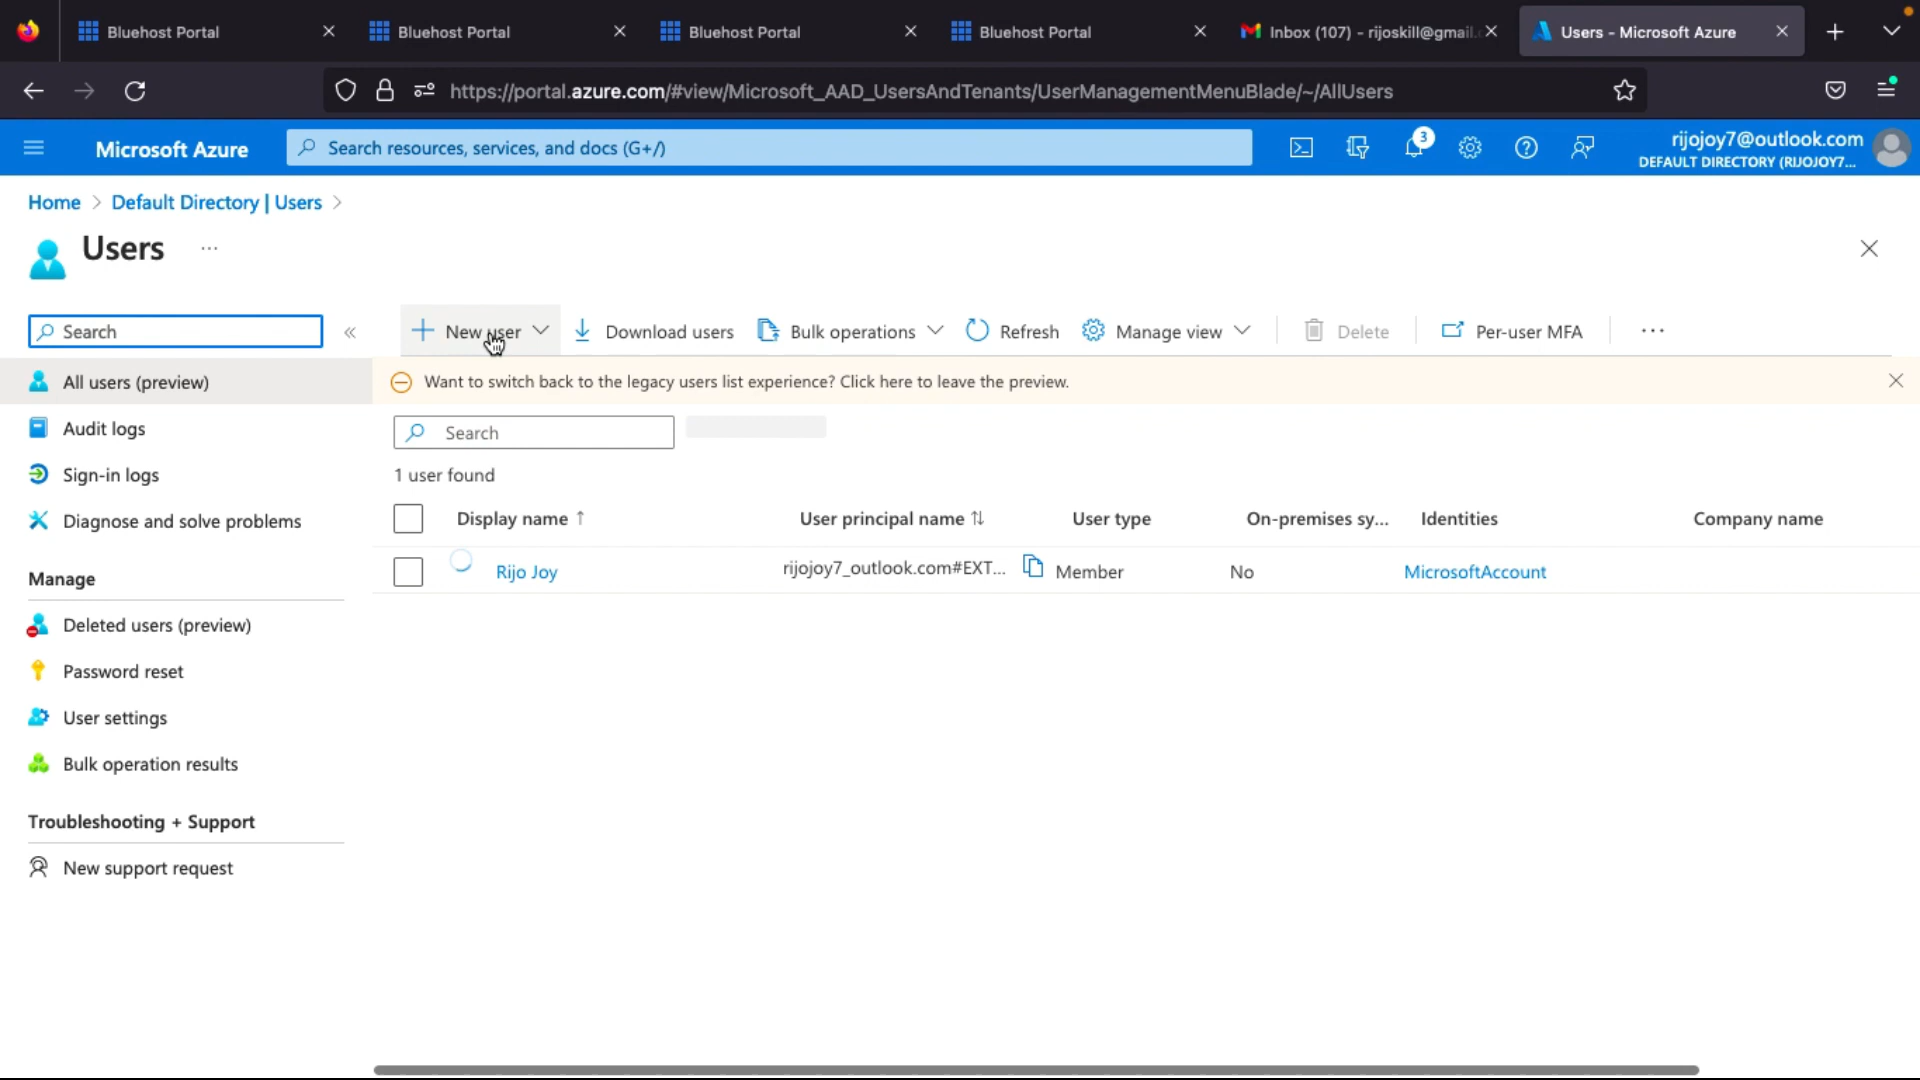 Bluehost Portal
Bluehost Portal
Bluehost Portal
Bluehost Portal
Inbox (107) - rijoskill@gmail.c
Users - Microsoft Azure
https://portal.azure.com/#view/Microsoft_AAD_UsersAndTenants/UserManagementMenuBlade/~/AllUsers
Microsoft Azure
Search resources, services, and docs (G+/)
3
rijojoy7@outlook.com
DEFAULT DIRECTORY (RIJOJOY7...
Home > Default Directory | Users >
Users ...
Search «
+ New user
Download users
Bulk operations
Refresh
Manage view
Delete
Per-user MFA
...
All users (preview)
Want to switch back to the legacy users list experience? Click here to leave the preview.
Audit logs
Search
Sign-in logs
1 user found
Diagnose and solve problems
Display name ↑ User principal name ↑↓ User type On-premises sy... Identities Company name
Rijo Joy rijojoy7_outlook.com#EXT... Member No MicrosoftAccount
Manage
Deleted users (preview)
Password reset
User settings
Bulk operation results
Troubleshooting + Support
New support request